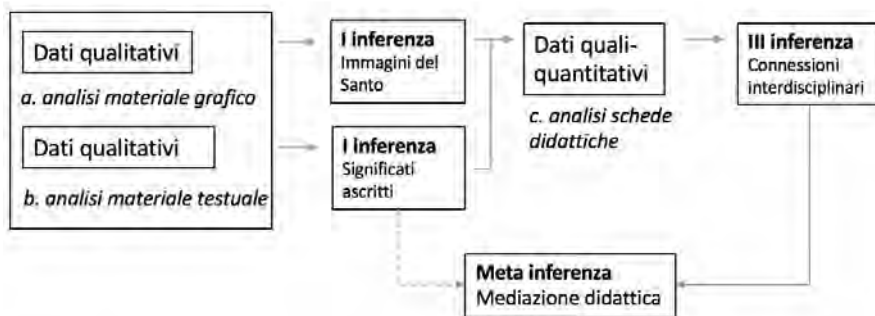 Dati qualitativi
a. analisi materiale grafico
Dati qualitativi
b. analisi materiale testuale
I inferenza
Immagini del
Santo
I inferenza
Significati
ascritti
Dati quali-
quantitativi
c. analisi schede
didattiche
III inferenza
Connessioni
interdisciplinari
Meta inferenza
Mediazione didattica